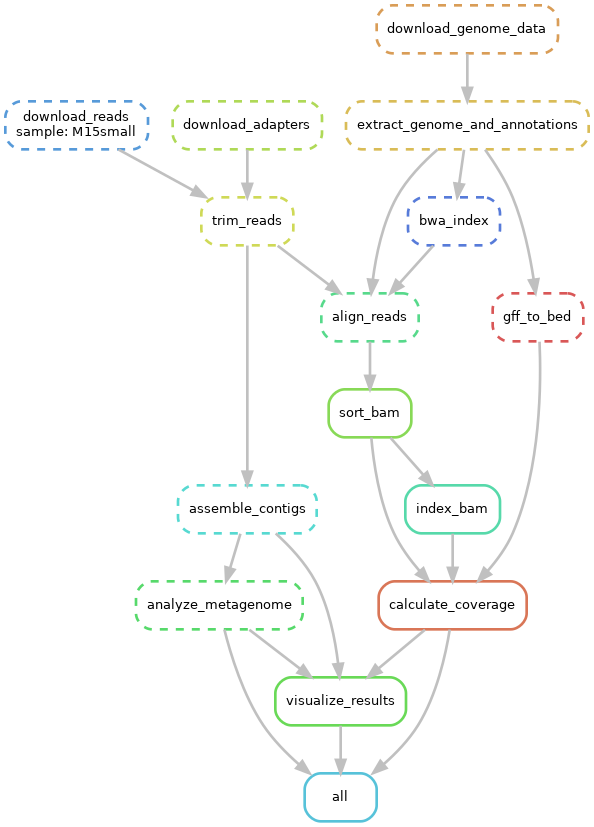 download_genome_data
download_reads
sample: M15small
download_adapters
extract_genome_and_annotations
trim_reads
bwa_index
align_reads
gff_to_bed
sort_bam
assemble_contigs
index_bam
analyze_metagenome
calculate_coverage
visualize_results
all